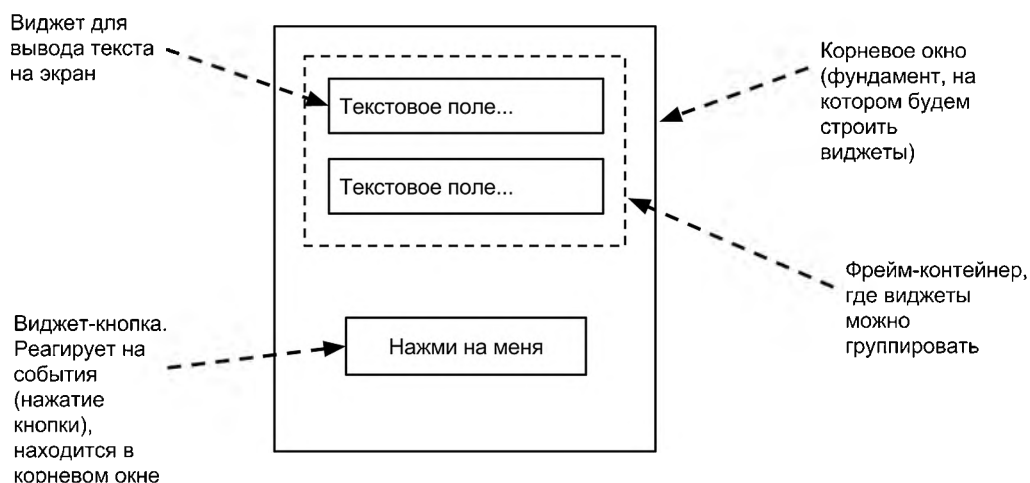 Виджет для
вывода текста
на экран
Текстовое поле...
Текстовое поле...
Корневое окно
(фундамент, на
котором будем
строить
виджеты)
Фрейм-контейнер,
где виджеты
можно
группировать
Виджет-кнопка.
Реагирует на
события
(нажатие
кнопки),
находится в
корневом окне
Нажми на меня